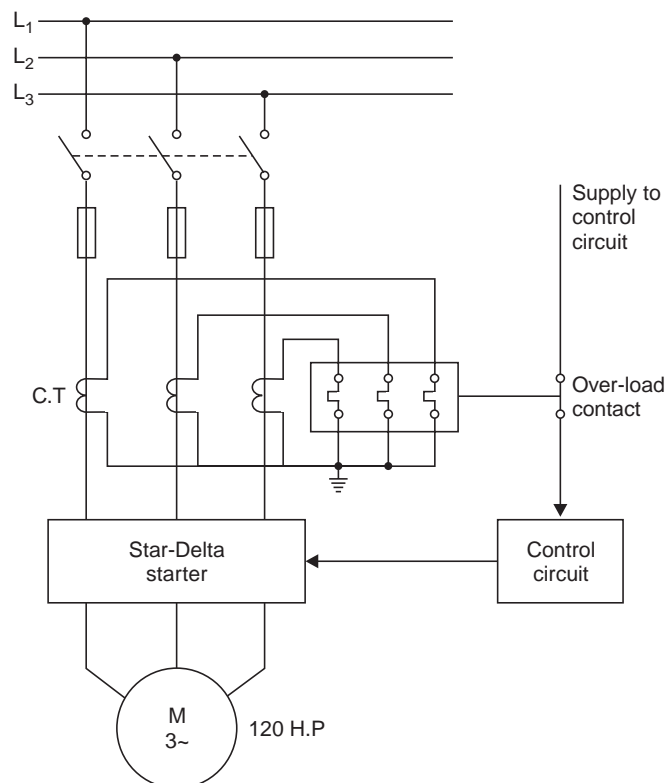 L₁
L₂
L₃
Supply to
control
circuit
C.T
Over-load
contact
Star-Delta
starter
Control
circuit
M
3~
120 H.P